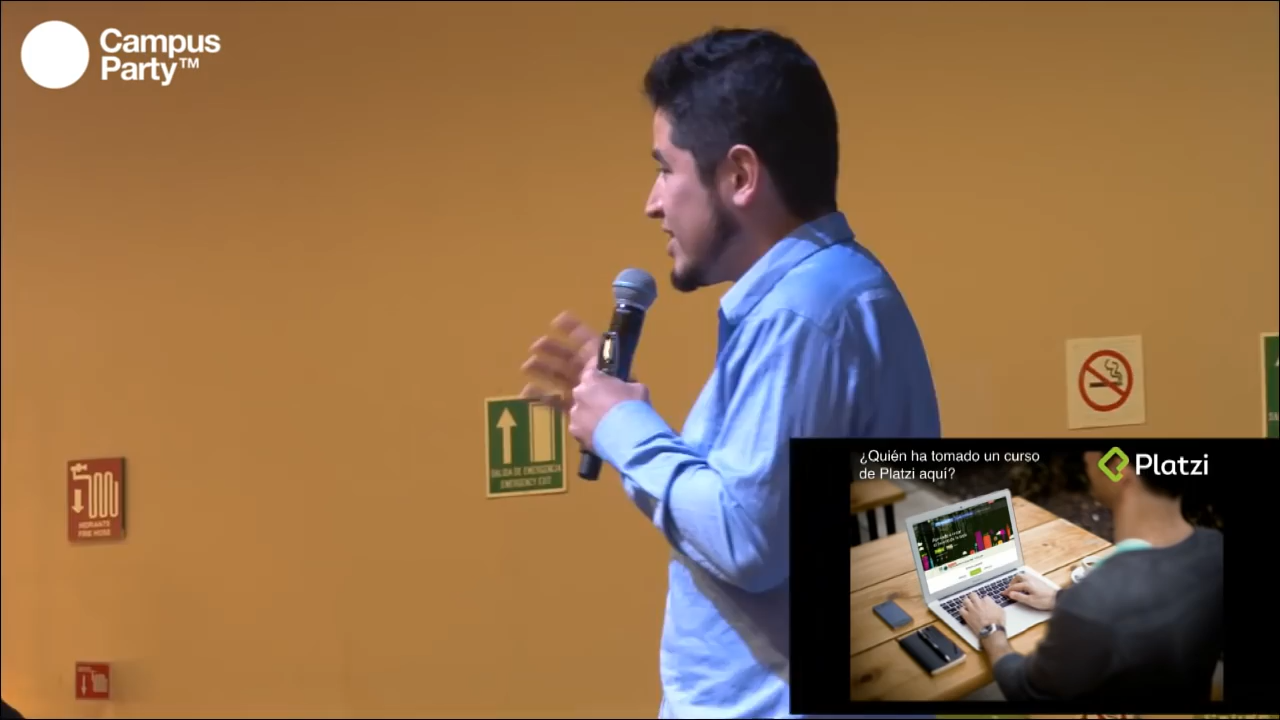 Campus
Party™
¿Quién ha tomado un curso
de Platzi aquí?
Platzi
SALIDA DE EMERGENCIA
EMERGENCY EXIT
HIDRANTE
FIRE HOSE